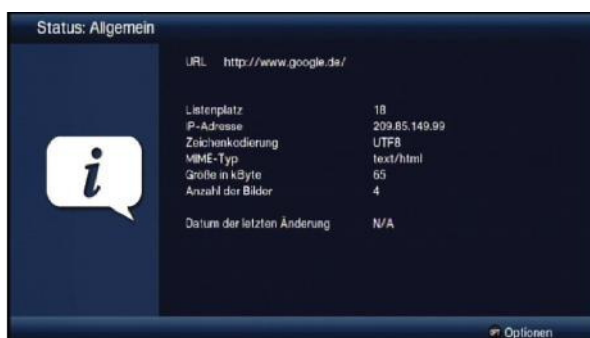 Status: Allgemein
URL http://www.google.de/
Listenplatz 18
IP-Adresse 209.85.149.99
Zeichenkodierung UTF8
MIME-Typ text/html
Größe in kByte 65
Anzahl der Bilder 4
Datum der letzten Änderung N/A
OPT Optionen